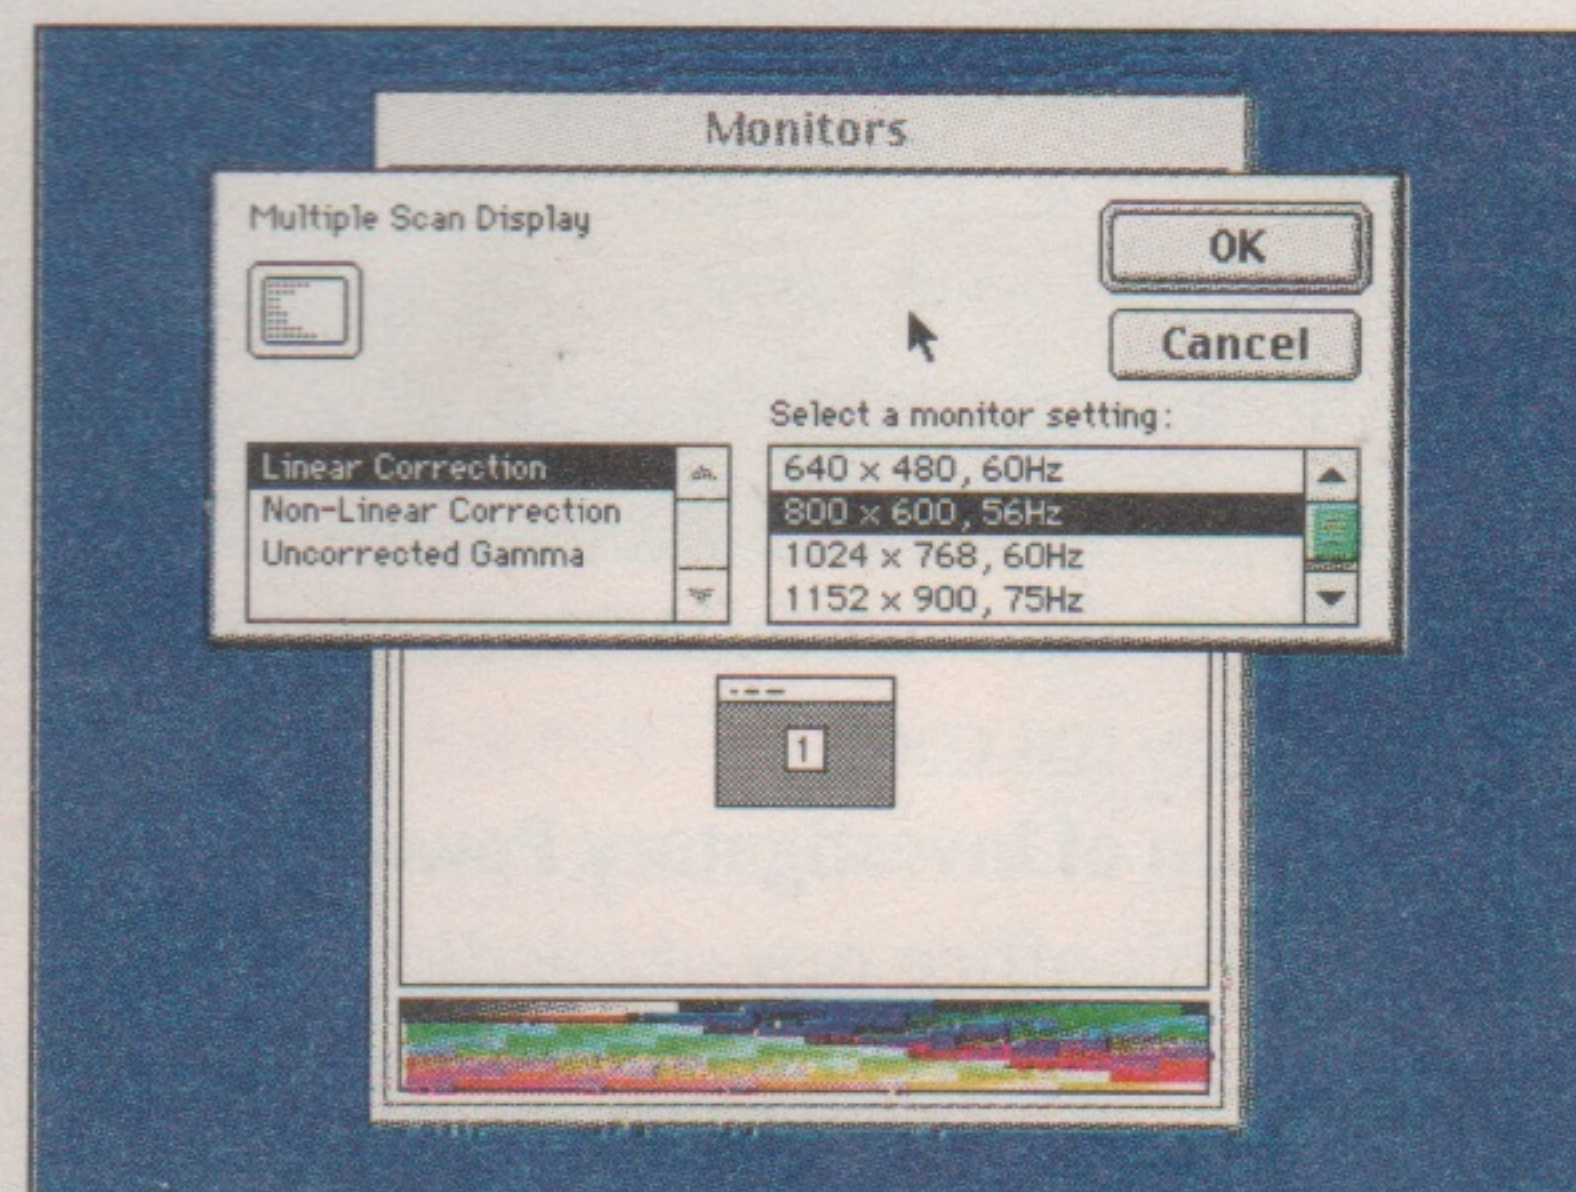 Monitors
Multiple Scan Display
OK
Cancel
Select a monitor setting:
Linear Correction
Non-Linear Correction
Uncorrected Gamma
640 x 480, 60Hz
800 x 600, 56Hz
1024 x 768, 60Hz
1152 x 900, 75Hz
1